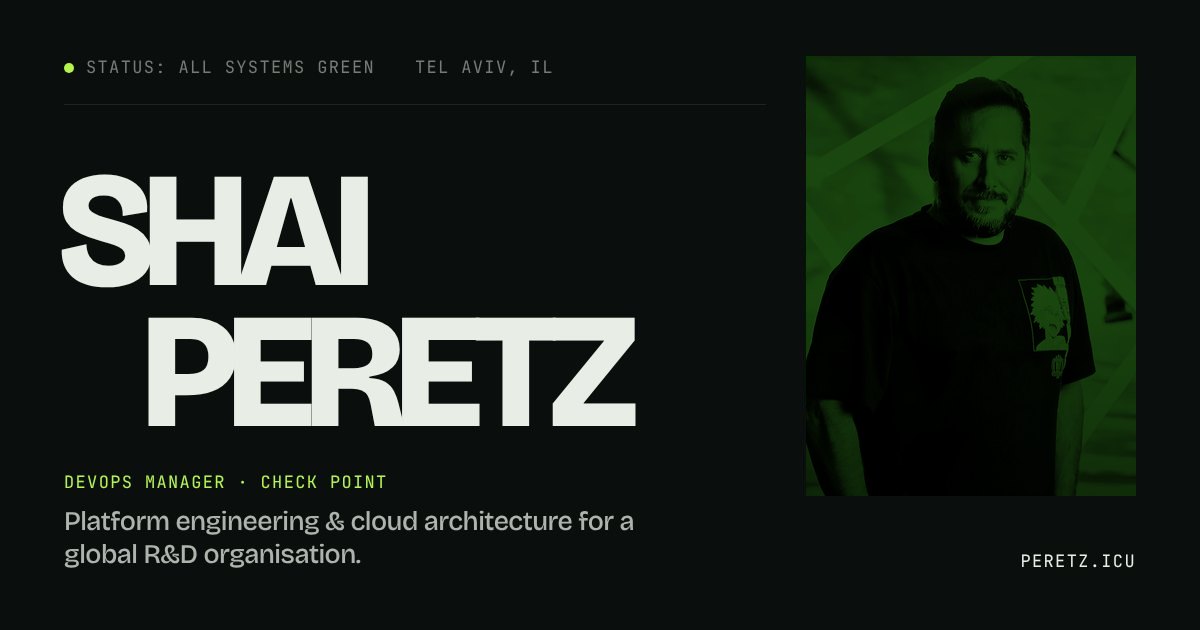 STATUS: ALL SYSTEMS GREEN TEL AVIV, IL
SHAI
PERETZ
DEVOPS MANAGER · CHECK POINT
Platform engineering & cloud architecture for a
global R&D organisation.
PERETZ.ICU